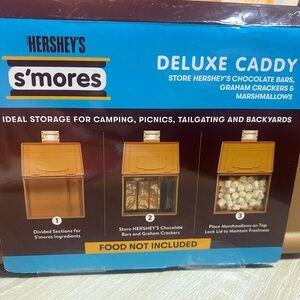 HERSHEY'S
s'mores
DELUXE CADDY
STORE HERSHEY'S CHOCOLATE BARS,
GRAHAM CRACKERS &
MARSHMALLOWS
IDEAL STORAGE FOR CAMPING, PICNICS, TAILGATING AND BACKYARDS
1
Divided Sections for
S'mores Ingredients
2
Store HERSHEY'S Chocolate
Bars and Graham Crackers
3
Place Marshmallows on Top
Lock Lid to Maintain Freshness
FOOD NOT INCLUDED